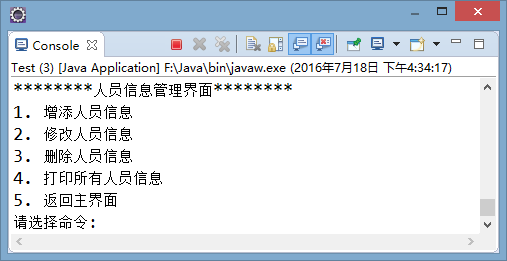 Console
Test (3) [Java Application] F:\Java\bin\javaw.exe (2016年7月18日 下午4:34:17)
********人员信息管理界面********
1. 增添人员信息
2. 修改人员信息
3. 删除人员信息
4. 打印所有人员信息
5. 返回主界面
请选择命令: